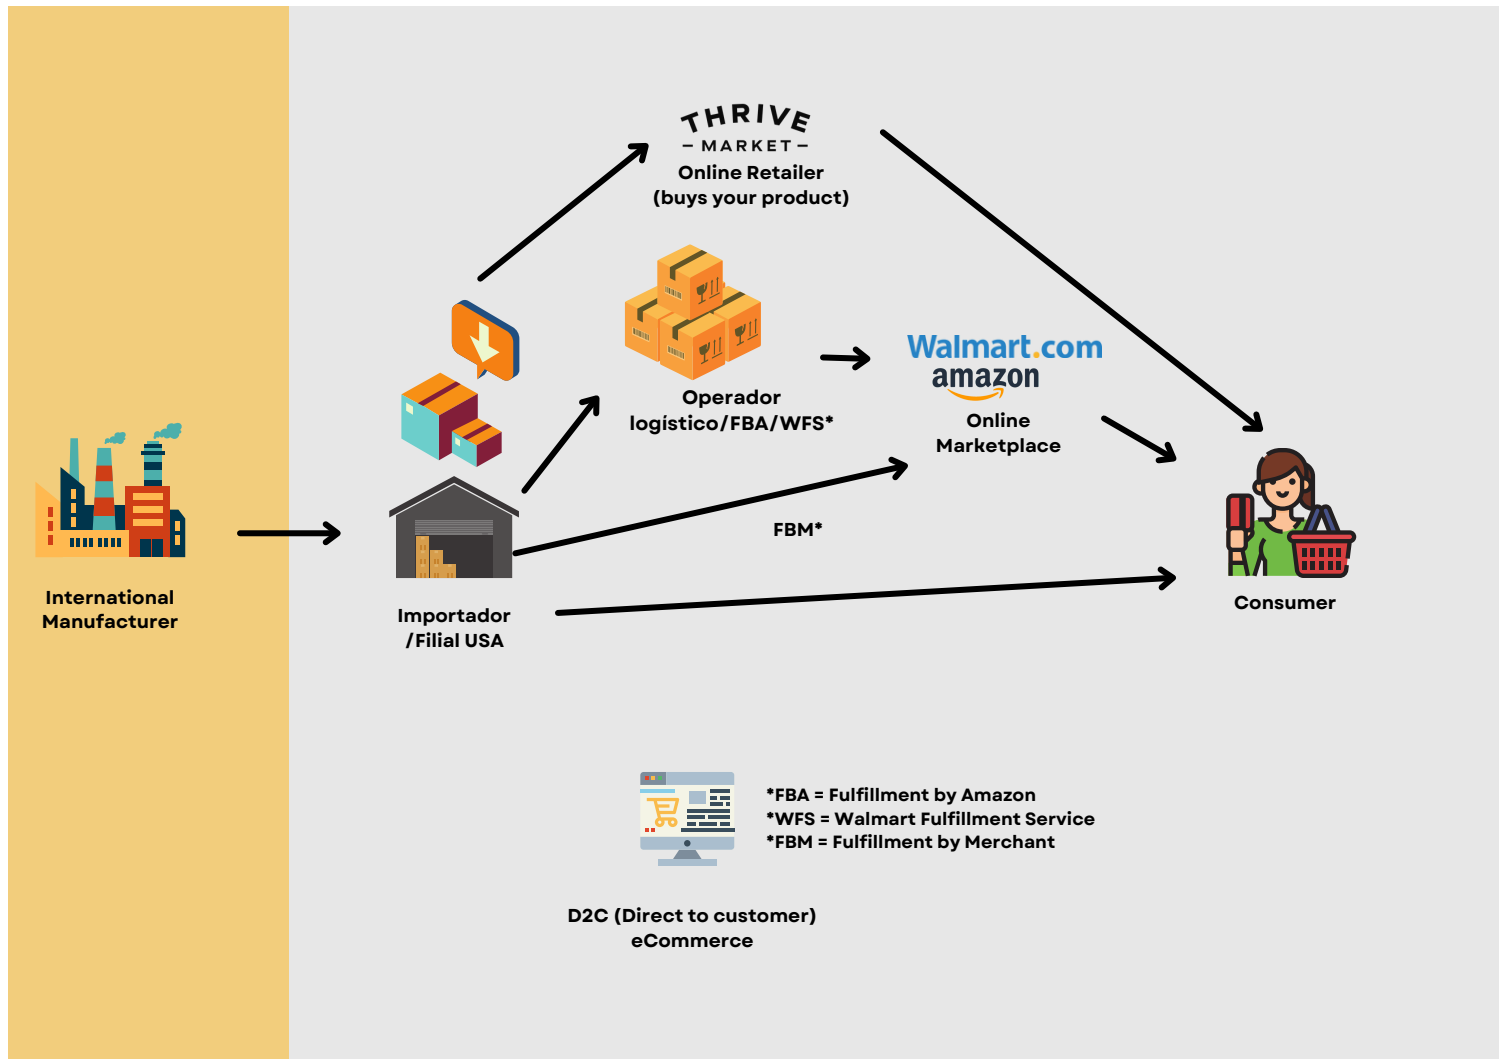 THRIVE
– MARKET –
Online Retailer
(buys your product)
Operador
logístico/FBA/WFS*
Walmart.com
amazon
Online
Marketplace
FBM*
International
Manufacturer
Importador
/Filial USA
Consumer
*FBA = Fulfillment by Amazon
*WFS = Walmart Fulfillment Service
*FBM = Fulfillment by Merchant
D2C (Direct to customer)
eCommerce